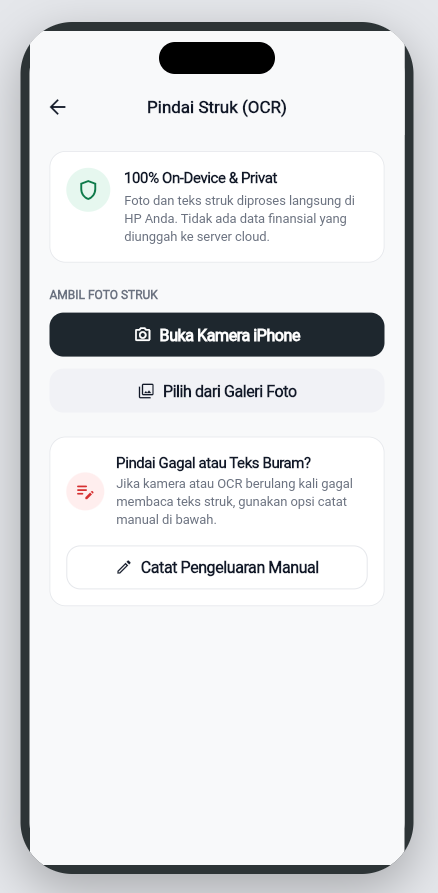 Pindai Struk (OCR)
100% On-Device & Privat
Foto dan teks struk diproses langsung di
HP Anda. Tidak ada data finansial yang
diunggah ke server cloud.
AMBIL FOTO STRUK
Buka Kamera iPhone
Pilih dari Galeri Foto
Pindai Gagal atau Teks Buram?
Jika kamera atau OCR berulang kali gagal
membaca teks struk, gunakan opsi catat
manual di bawah.
Catat Pengeluaran Manual